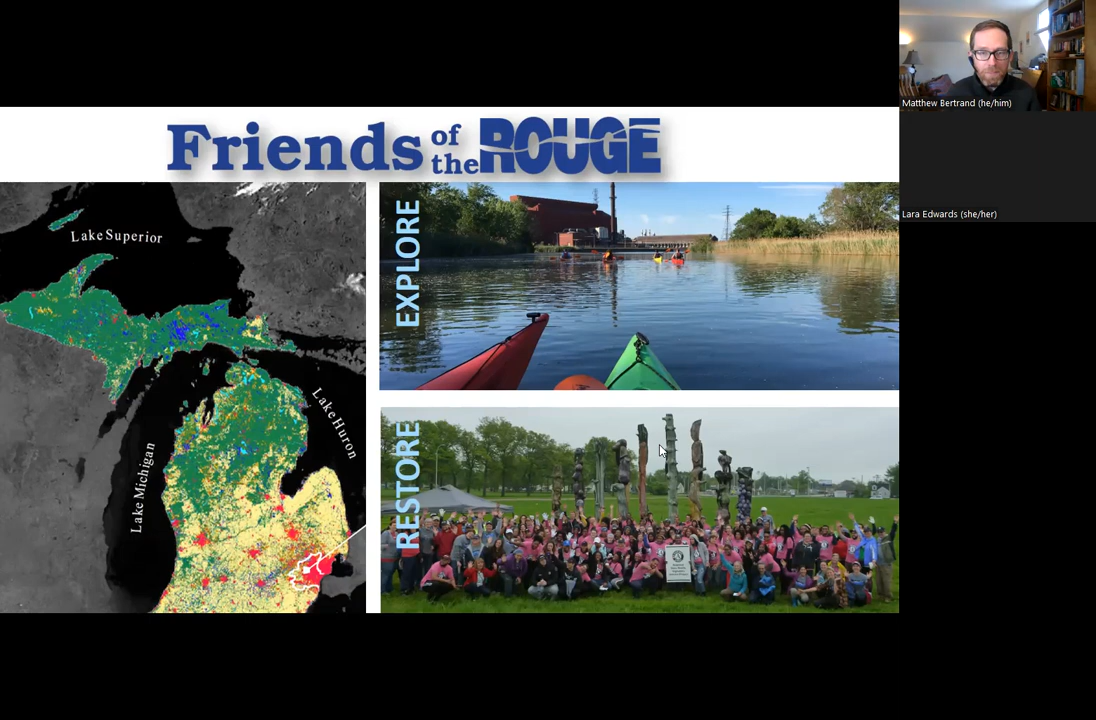 Friends of the ROUGE
Lake Superior
Lake Huron
Lake Michigan
EXPLORE
RESTORE
Matthew Bertrand (he/him)
Lara Edwards (she/her)